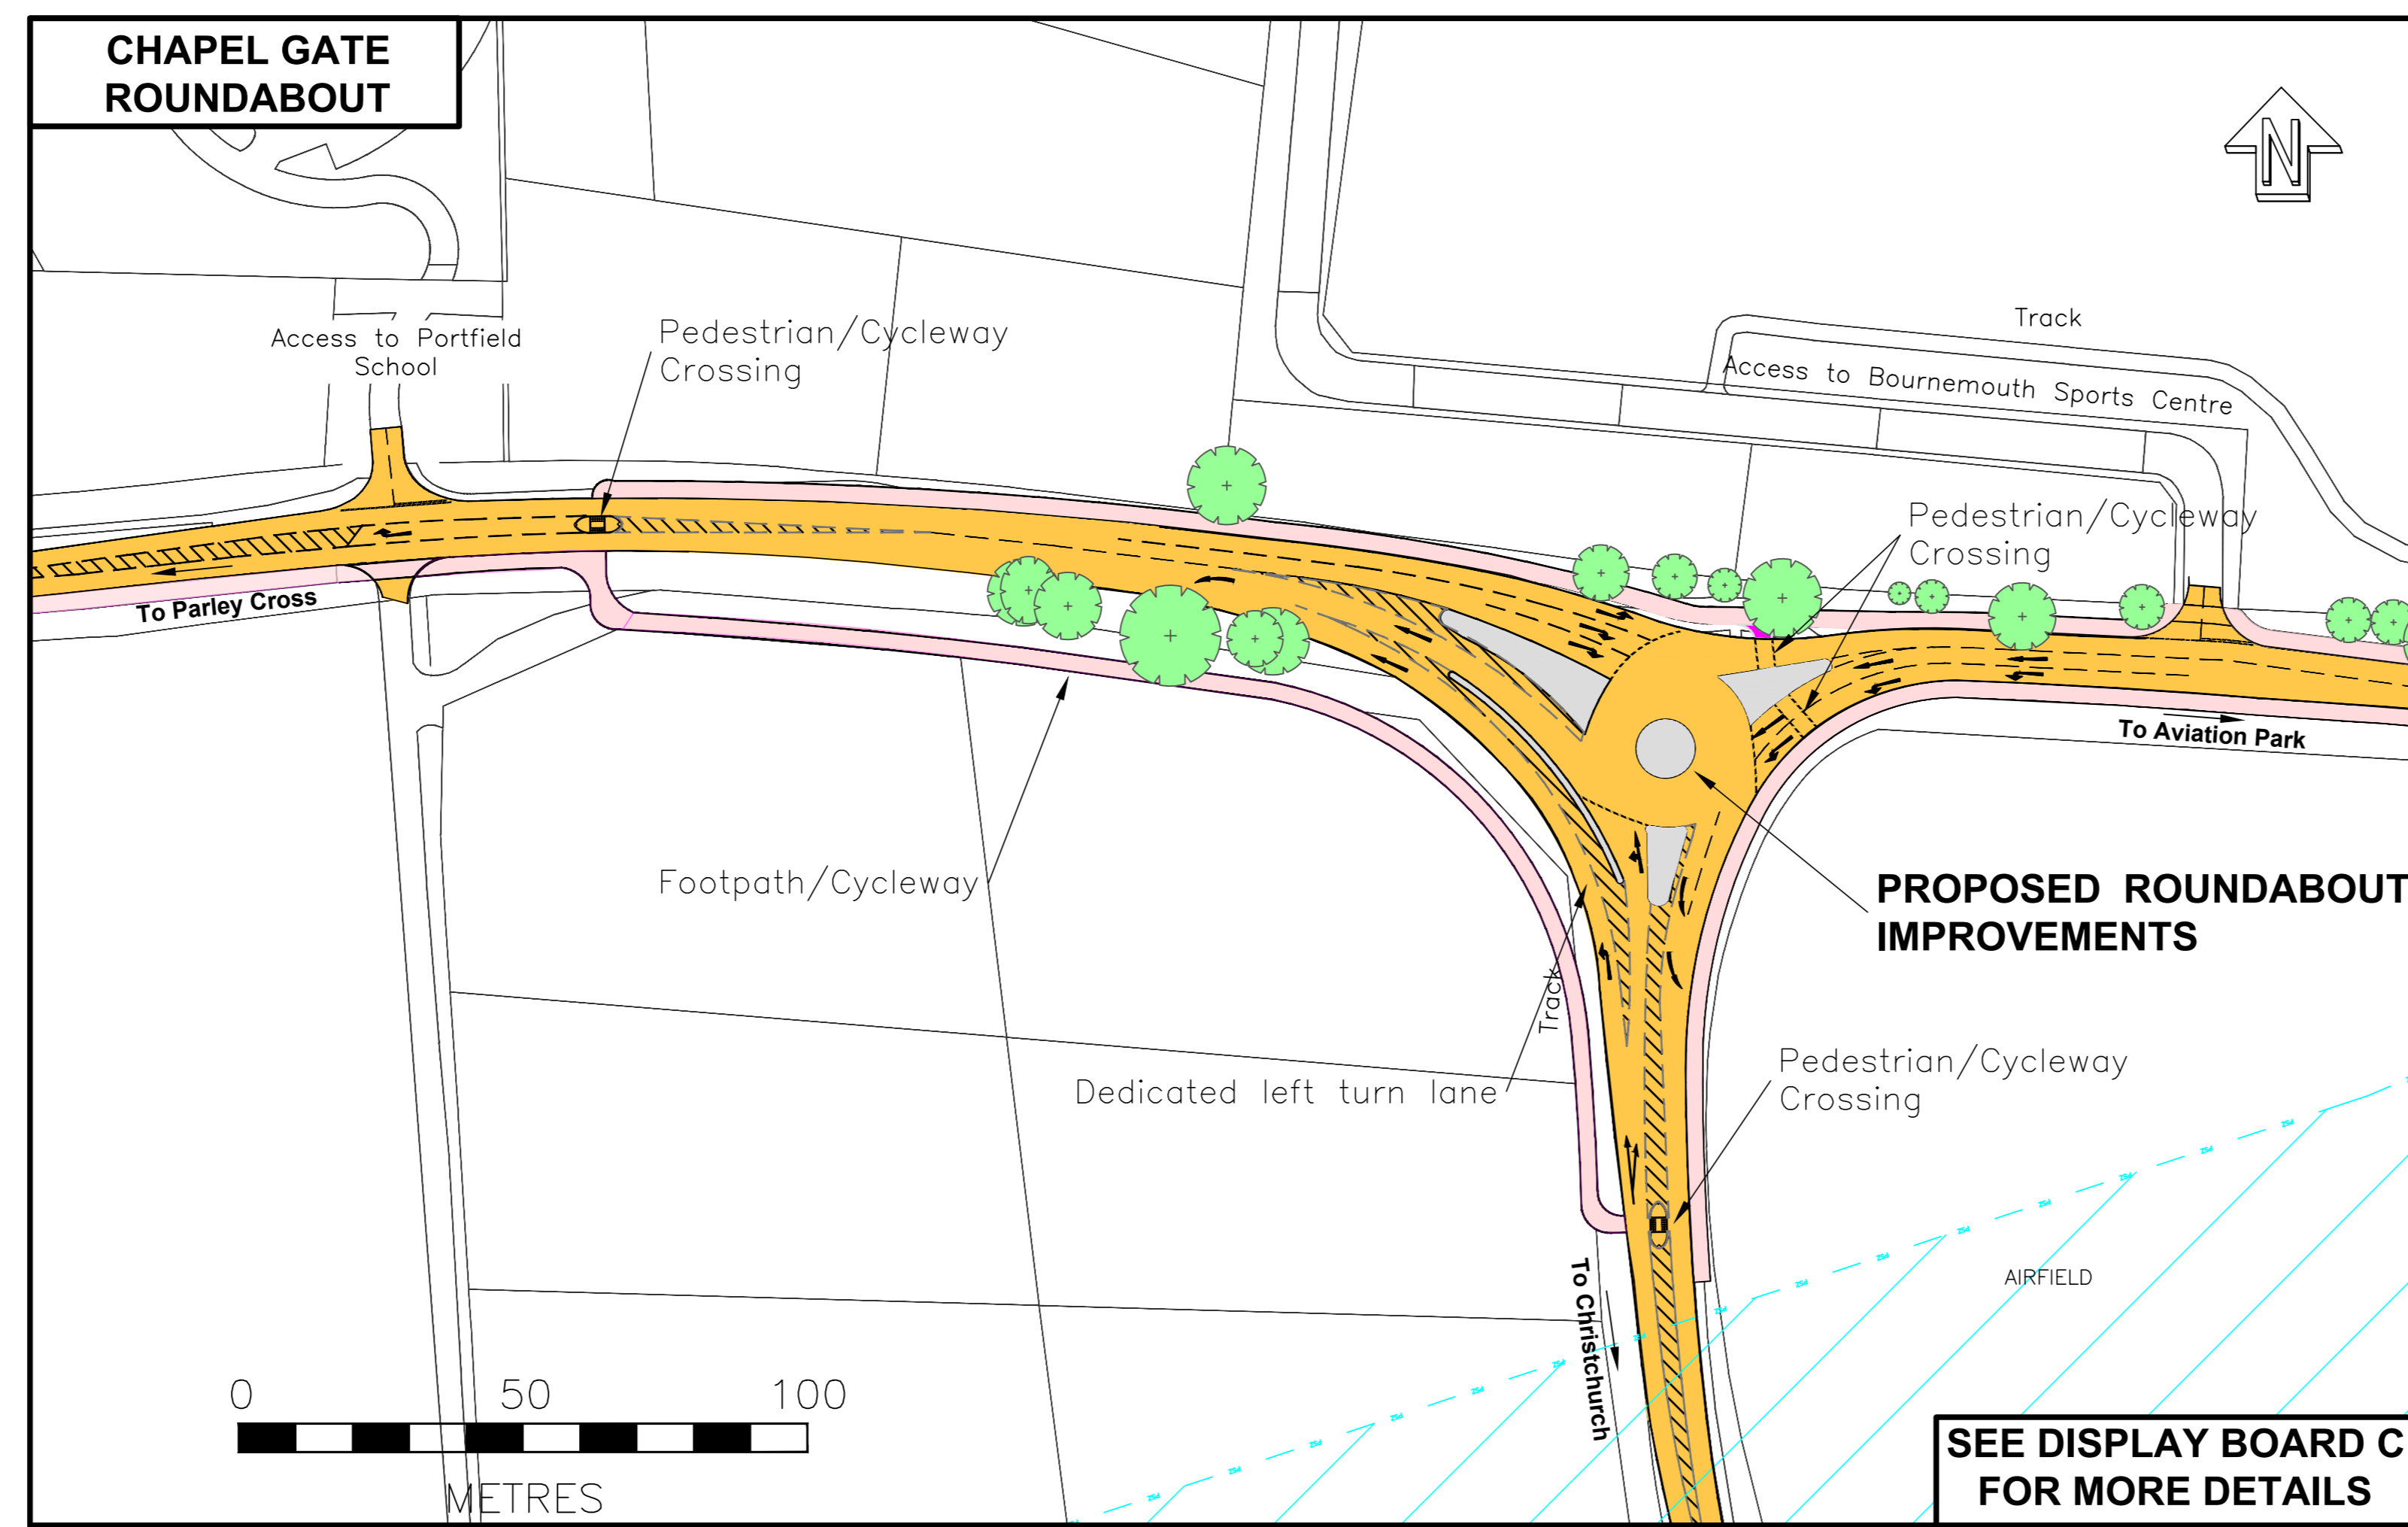 CHAPEL GATE
ROUNDABOUT
N
Access to Portfield
School
Pedestrian/Cycleway
Crossing
Track
Access to Bournemouth Sports Centre
Pedestrian/Cycleway
Crossing
To Parley Cross
To Aviation Park
Footpath/Cycleway
PROPOSED ROUNDABOUT
IMPROVEMENTS
Track
Dedicated left turn lane
Pedestrian/Cycleway
Crossing
To Christchurch
AIRFIELD
0 50 100
METRES
SEE DISPLAY BOARD C
FOR MORE DETAILS